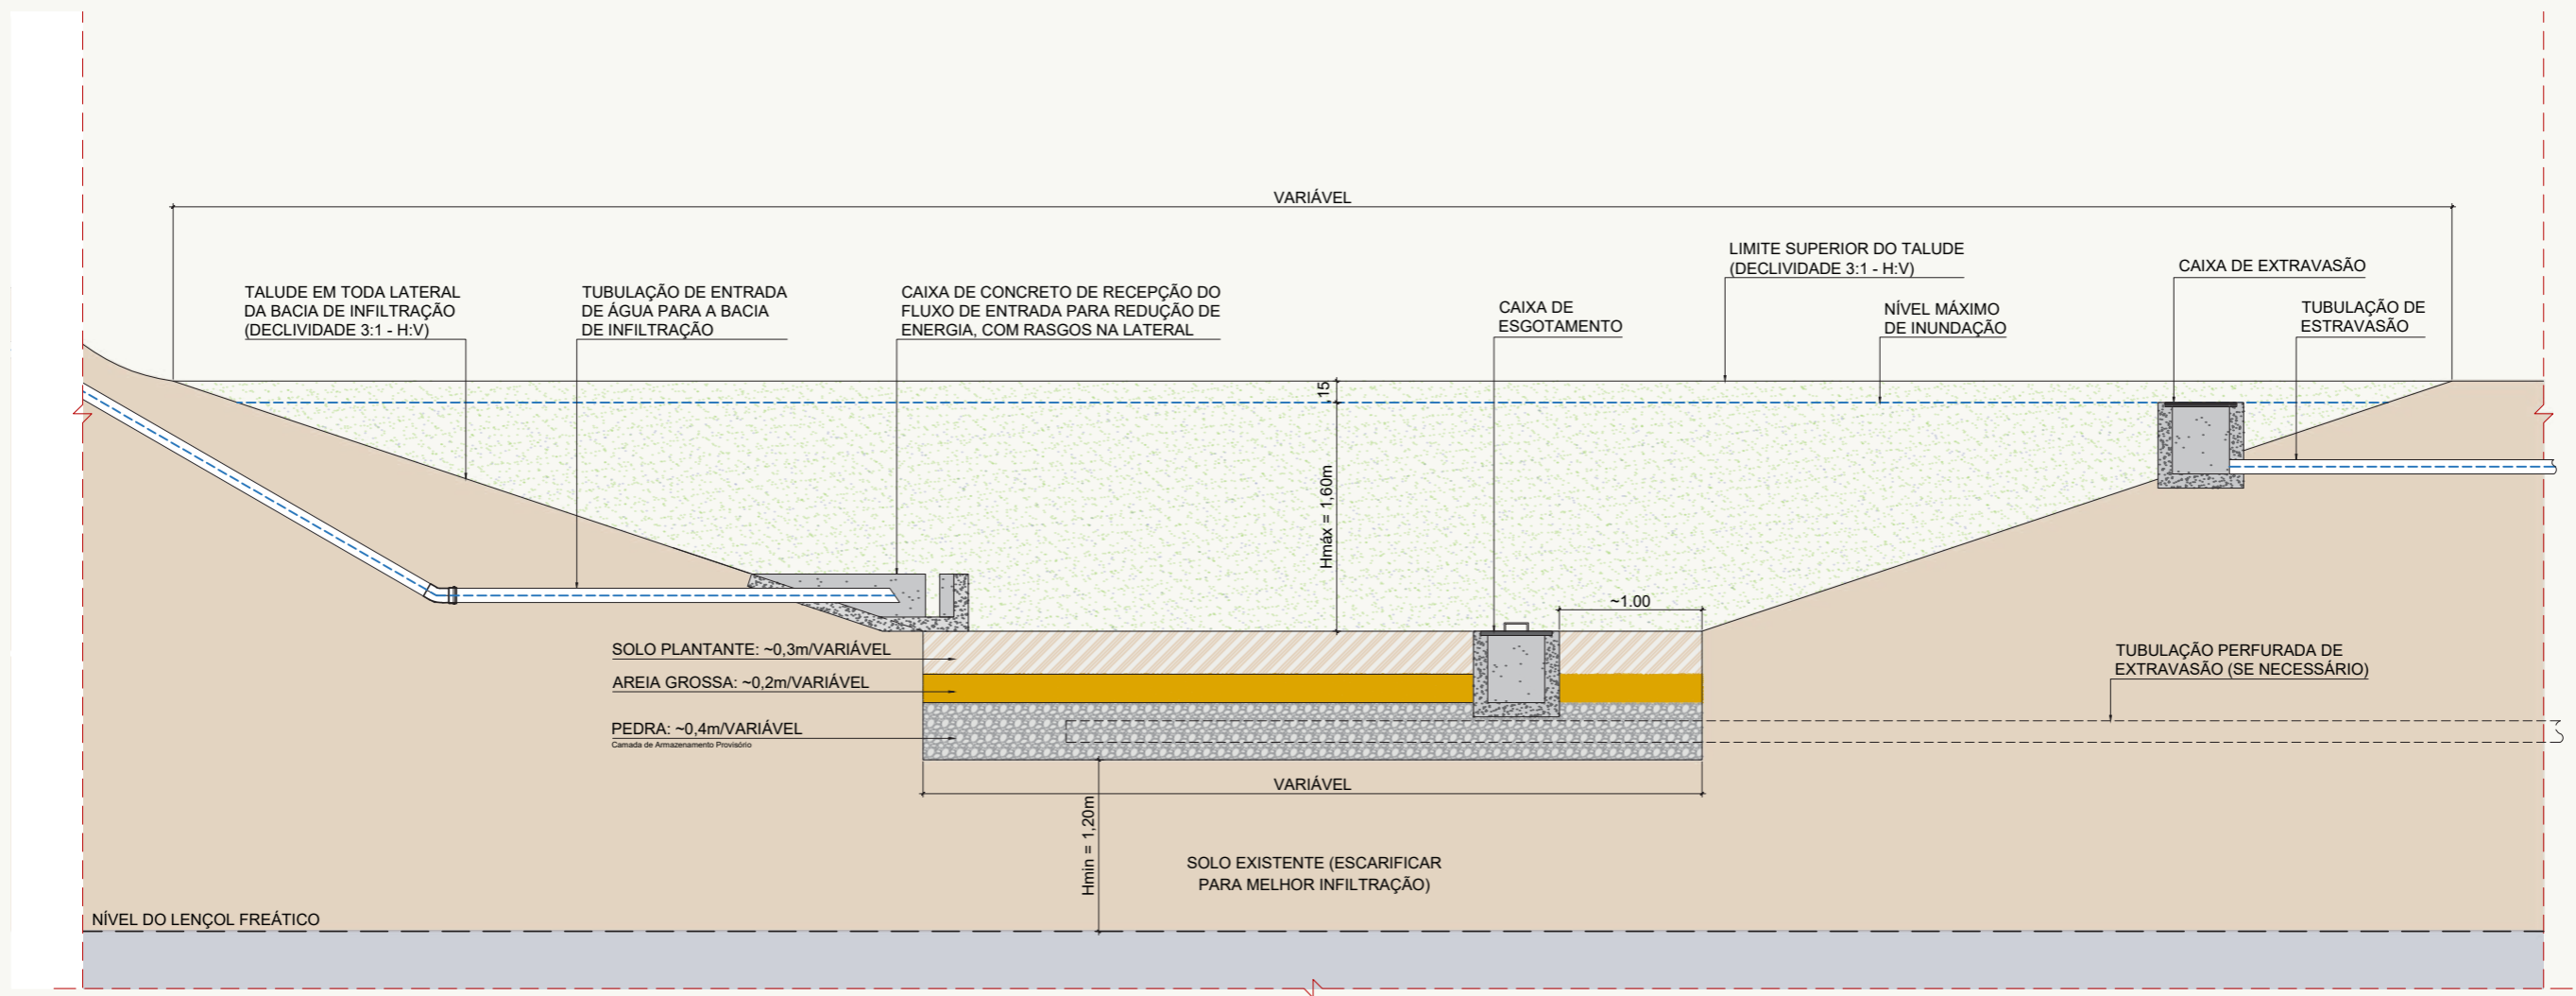 VARIÁVEL
LIMITE SUPERIOR DO TALUDE
(DECLIVIDADE 3:1 - H:V)
CAIXA DE EXTRAVASÃO
TALUDE EM TODA LATERAL
DA BACIA DE INFILTRAÇÃO
(DECLIVIDADE 3:1 - H:V)
TUBULAÇÃO DE ENTRADA
DE ÁGUA PARA A BACIA
DE INFILTRAÇÃO
CAIXA DE CONCRETO DE RECEPÇÃO DO
FLUXO DE ENTRADA PARA REDUÇÃO DE
ENERGIA, COM RASGOS NA LATERAL
CAIXA DE
ESGOTAMENTO
NÍVEL MÁXIMO
DE INUNDAÇÃO
TUBULAÇÃO DE
ESTRAVASÃO
15
Hmáx = 1,60m
~1.00
SOLO PLANTANTE: ~0,3m/VARIÁVEL
AREIA GROSSA: ~0,2m/VARIÁVEL
PEDRA: ~0,4m/VARIÁVEL
Camada de Armazenamento Provisório
TUBULAÇÃO PERFURADA DE
EXTRAVASÃO (SE NECESSÁRIO)
VARIÁVEL
Hmin = 1,20m
SOLO EXISTENTE (ESCARIFICAR
PARA MELHOR INFILTRAÇÃO)
NÍVEL DO LENÇOL FREÁTICO